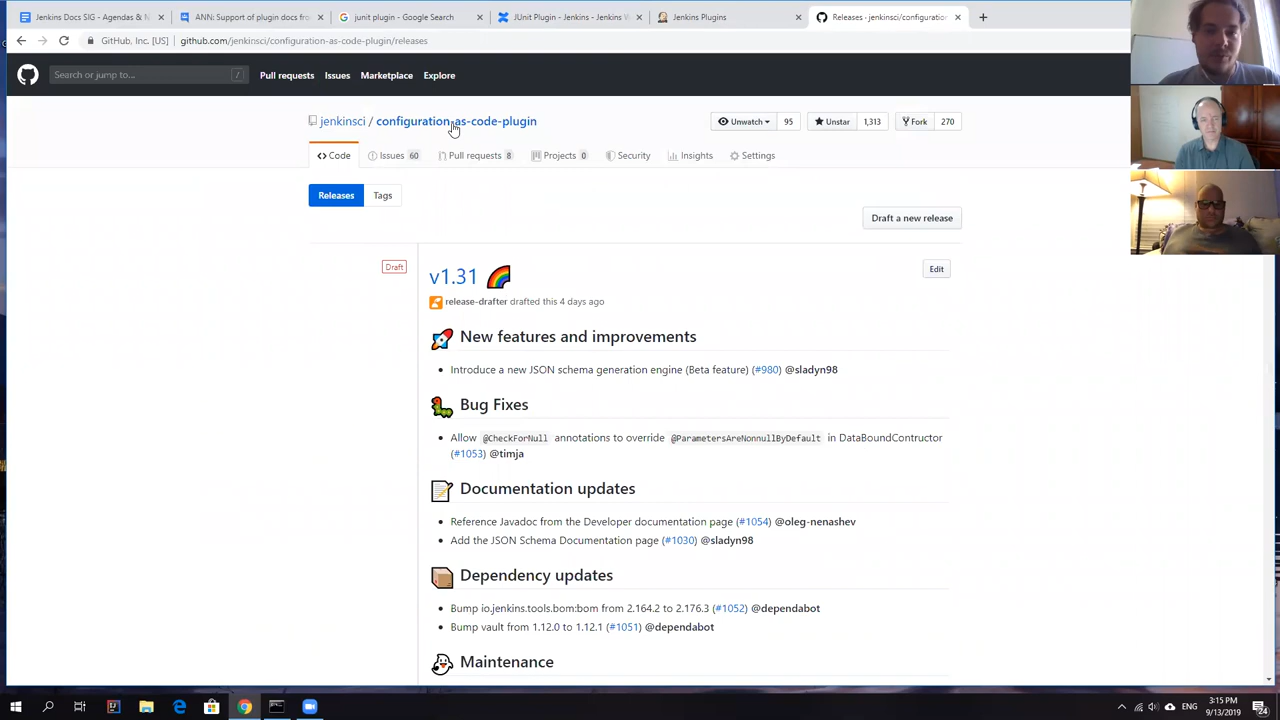 Jenkins Docs SIG - Agendas & N
ANN: Support of plugin docs fro
junit plugin - Google Search
JUnit Plugin - Jenkins - Jenkins W
Jenkins Plugins
Releases · jenkinsci/configuration
GitHub, Inc. [US]
github.com/jenkinsci/configuration-as-code-plugin/releases
Search or jump to...
/
Pull requests
Issues
Marketplace
Explore
jenkinsci / configuration-as-code-plugin
Unwatch
95
Unstar
1,313
Fork
270
Code
Issues 60
Pull requests 8
Projects 0
Security
Insights
Settings
Releases
Tags
Draft a new release
Draft
v1.31
Edit
release-drafter drafted this 4 days ago
New features and improvements
Introduce a new JSON schema generation engine (Beta feature) (#980) @sladyn98
Bug Fixes
Allow @CheckForNull annotations to override @ParametersAreNonnullByDefault in DataBoundContructor
(#1053) @timja
Documentation updates
Reference Javadoc from the Developer documentation page (#1054) @oleg-nenashev
Add the JSON Schema Documentation page (#1030) @sladyn98
Dependency updates
Bump io.jenkins.tools.bom:bom from 2.164.2 to 2.176.3 (#1052) @dependabot
Bump vault from 1.12.0 to 1.12.1 (#1051) @dependabot
Maintenance
ENG
3:15 PM
9/13/2019
24